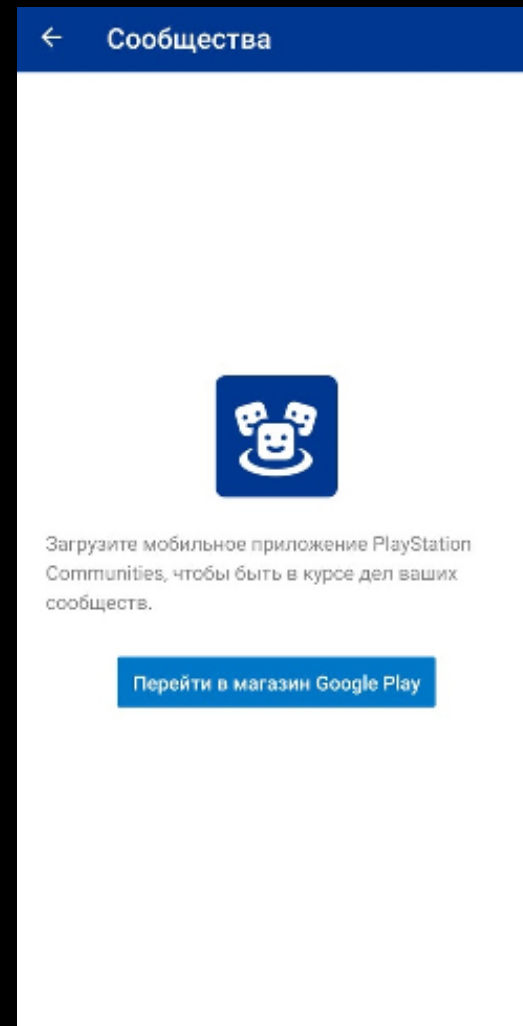 Сообщества
Загрузите мобильное приложение PlayStation
Communities, чтобы быть в курсе дел ваших
сообществ.
Перейти в магазин Google Play